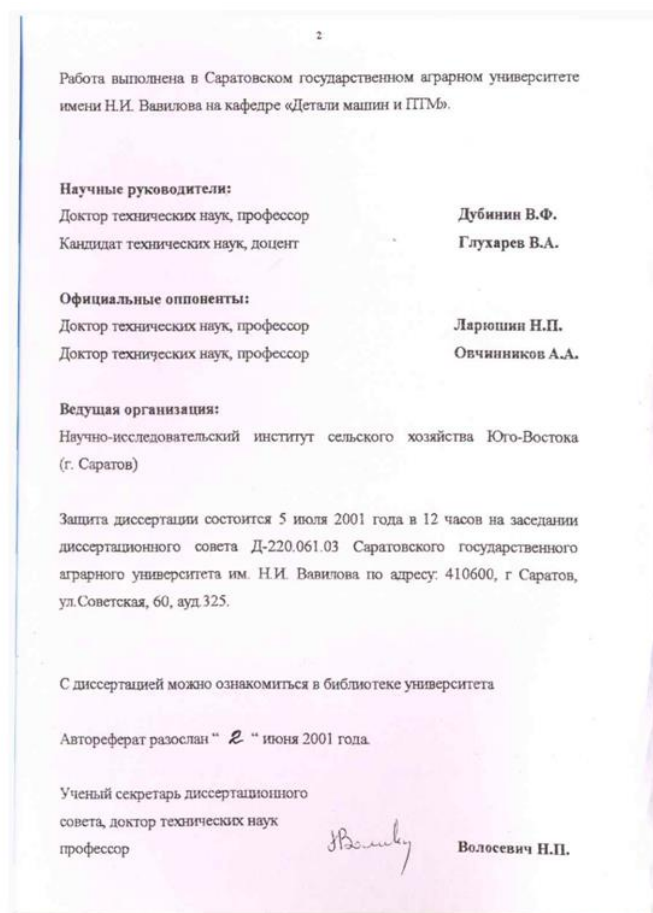 2
Работа выполнена в Саратовском государственном аграрном университете
имени Н.И. Вавилова на кафедре «Детали машин и ПТМ».
Научные руководители:
Доктор технических наук, профессор Дубинин В.Ф.
Кандидат технических наук, доцент Глухарев В.А.
Официальные оппоненты:
Доктор технических наук, профессор Ларюшин Н.П.
Доктор технических наук, профессор Овчинников А.А.
Ведущая организация:
Научно-исследовательский институт сельского хозяйства Юго-Востока
(г. Саратов)
Защита диссертации состоится 5 июля 2001 года в 12 часов на заседании
диссертационного совета Д-220.061.03 Саратовского государственного
аграрного университета им. Н.И. Вавилова по адресу: 410600, г Саратов,
ул.Советская, 60, ауд.325.
С диссертацией можно ознакомиться в библиотеке университета
Автореферат разослан “ 2 “ июня 2001 года.
Ученый секретарь диссертационного
совета, доктор технических наук
профессор Волосевич Н.П.